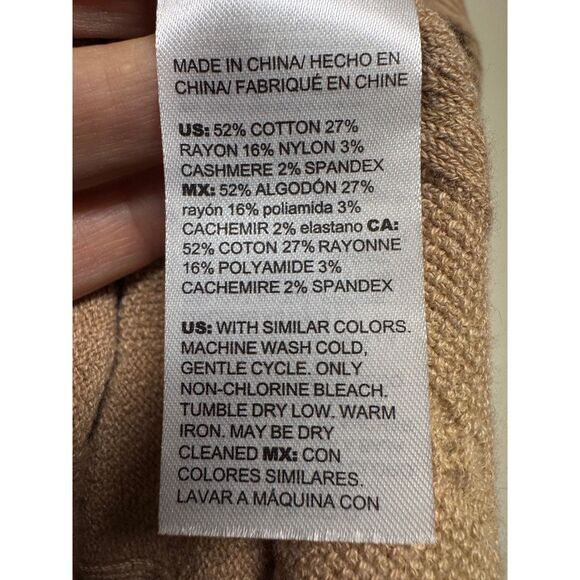 MADE IN CHINA/ HECHO EN
CHINA/ FABRIQUÉ EN CHINE
US: 52% COTTON 27%
RAYON 16% NYLON 3%
CASHMERE 2% SPANDEX
MX: 52% ALGODÓN 27%
rayón 16% poliamida 3%
CACHEMIR 2% elastano CA:
52% COTON 27% RAYONNE
16% POLYAMIDE 3%
CACHEMIRE 2% SPANDEX
US: WITH SIMILAR COLORS.
MACHINE WASH COLD,
GENTLE CYCLE. ONLY
NON-CHLORINE BLEACH.
TUMBLE DRY LOW. WARM
IRON. MAY BE DRY
CLEANED MX: CON
COLORES SIMILARES.
LAVAR A MÁQUINA CON